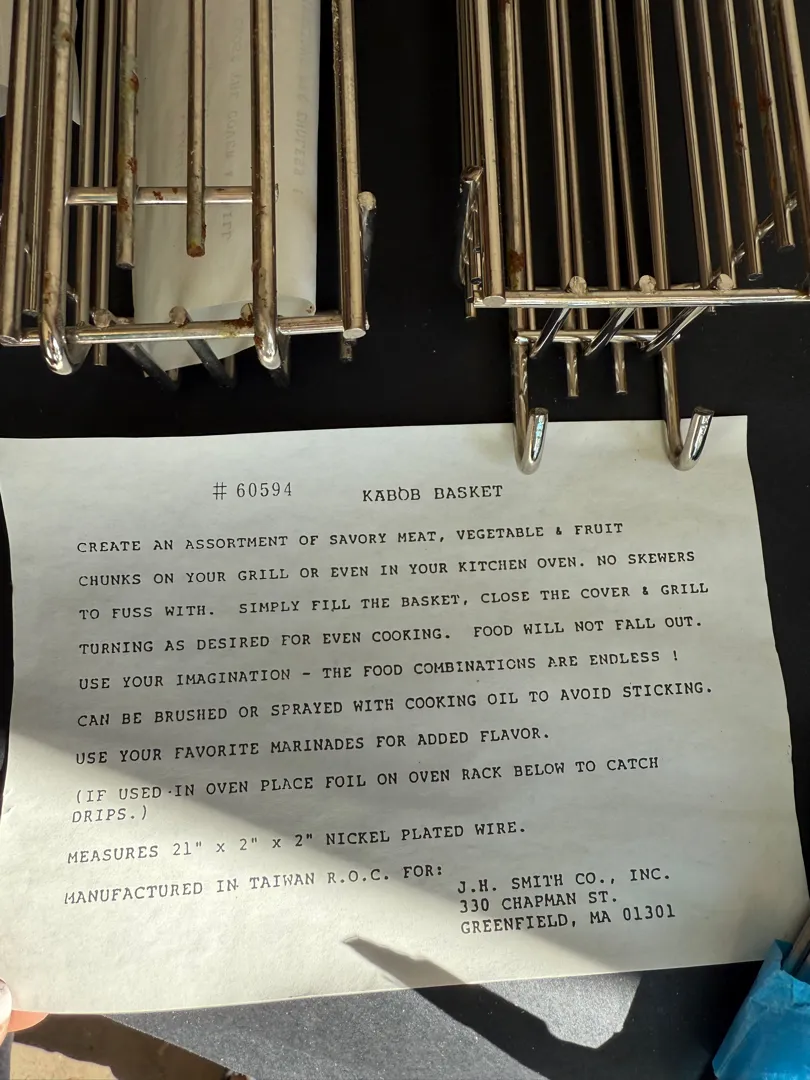 # 60594 KABOB BASKET
CREATE AN ASSORTMENT OF SAVORY MEAT, VEGETABLE & FRUIT
CHUNKS ON YOUR GRILL OR EVEN IN YOUR KITCHEN OVEN. NO SKEWERS
TO FUSS WITH. SIMPLY FILL THE BASKET, CLOSE THE COVER & GRILL
TURNING AS DESIRED FOR EVEN COOKING. FOOD WILL NOT FALL OUT.
USE YOUR IMAGINATION - THE FOOD COMBINATIONS ARE ENDLESS !
CAN BE BRUSHED OR SPRAYED WITH COOKING OIL TO AVOID STICKING.
USE YOUR FAVORITE MARINADES FOR ADDED FLAVOR.
(IF USED IN OVEN PLACE FOIL ON OVEN RACK BELOW TO CATCH
DRIPS.)
MEASURES 21" x 2" x 2" NICKEL PLATED WIRE.
MANUFACTURED IN TAIWAN R.O.C. FOR:
J.H. SMITH CO., INC.
330 CHAPMAN ST.
GREENFIELD, MA 01301